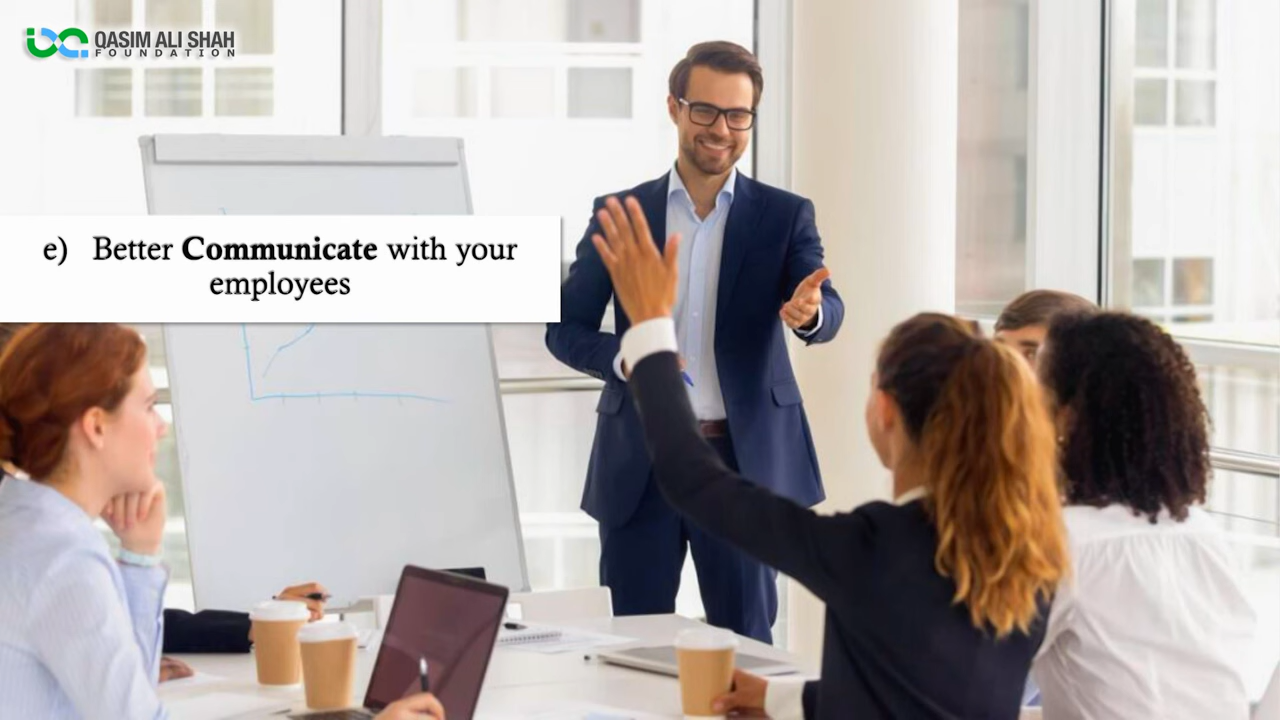 QASIM ALI SHAH
FOUNDATION
e) Better Communicate with your
employees